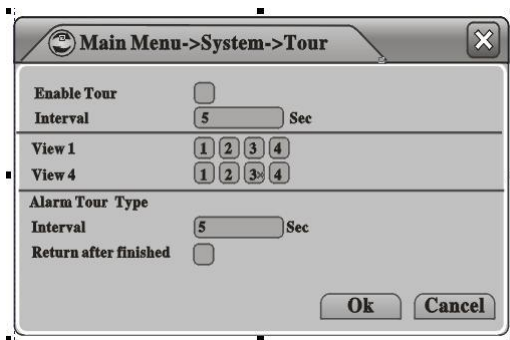 Main Menu->System->Tour
Enable Tour
Interval 5 Sec
View 1 1 2 3 4
View 4 1 2 3» 4
Alarm Tour Type
Interval 5 Sec
Return after finished
Ok Cancel